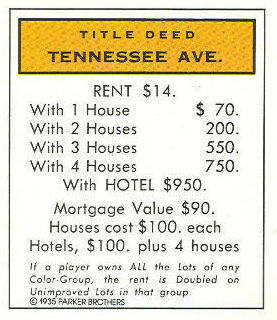 TITLE DEED
TENNESSEE AVE.
RENT $14.
With 1 House $ 70.
With 2 Houses 200.
With 3 Houses 550.
With 4 Houses 750.
With HOTEL $950.
Mortgage Value $90.
Houses cost $100. each
Hotels, $100. plus 4 houses
If a player owns ALL the Lots of any
Color-Group, the rent is Doubled on
Unimproved Lots in that group.
© 1935 PARKER BROTHERS